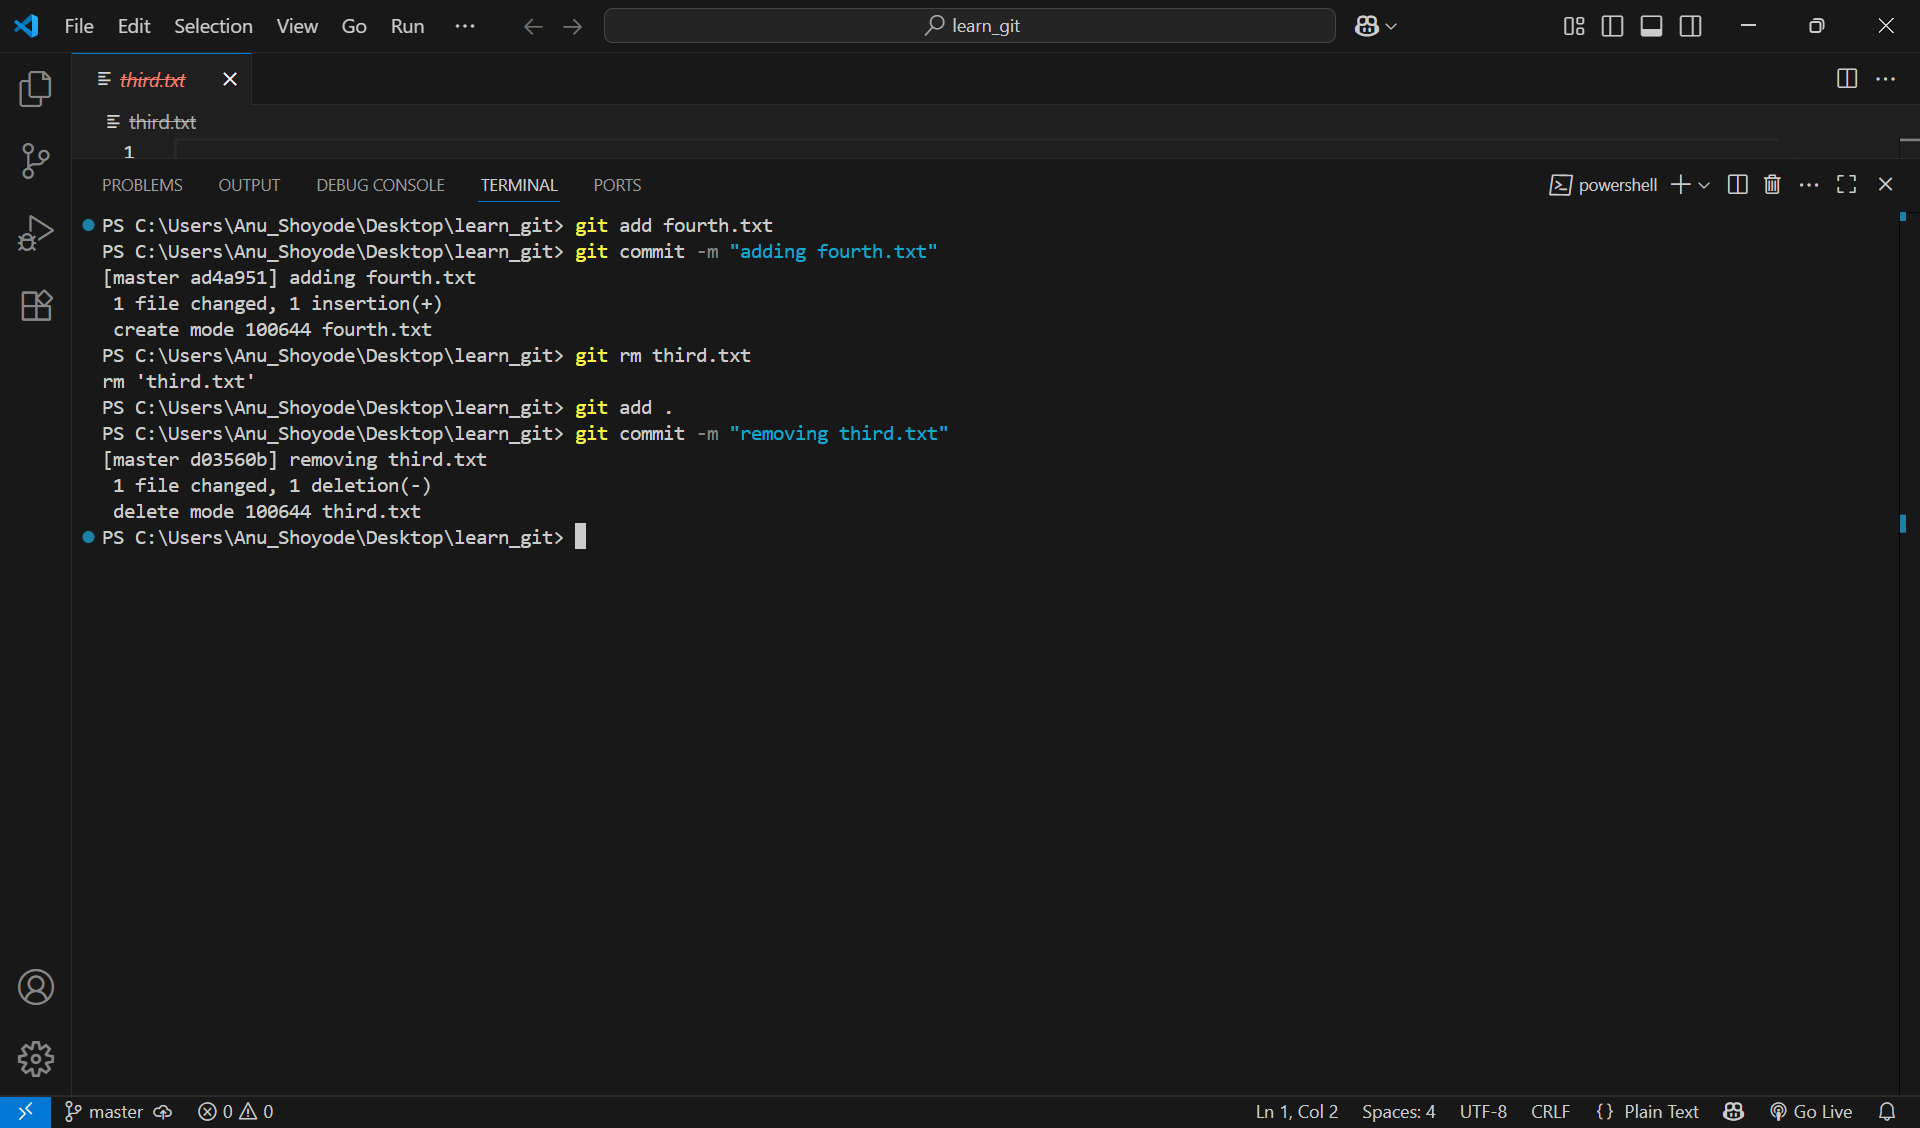 File Edit Selection View Go Run ··· learn_git
third.txt
third.txt
1
PROBLEMS OUTPUT DEBUG CONSOLE TERMINAL PORTS powershell
PS C:\Users\Anu_Shoyode\Desktop\learn_git> git add fourth.txt
PS C:\Users\Anu_Shoyode\Desktop\learn_git> git commit -m "adding fourth.txt"
[master ad4a951] adding fourth.txt
1 file changed, 1 insertion(+)
create mode 100644 fourth.txt
PS C:\Users\Anu_Shoyode\Desktop\learn_git> git rm third.txt
rm 'third.txt'
PS C:\Users\Anu_Shoyode\Desktop\learn_git> git add .
PS C:\Users\Anu_Shoyode\Desktop\learn_git> git commit -m "removing third.txt"
[master d03560b] removing third.txt
1 file changed, 1 deletion(-)
delete mode 100644 third.txt
PS C:\Users\Anu_Shoyode\Desktop\learn_git>
master 0 0 Ln 1, Col 2 Spaces: 4 UTF-8 CRLF {} Plain Text Go Live